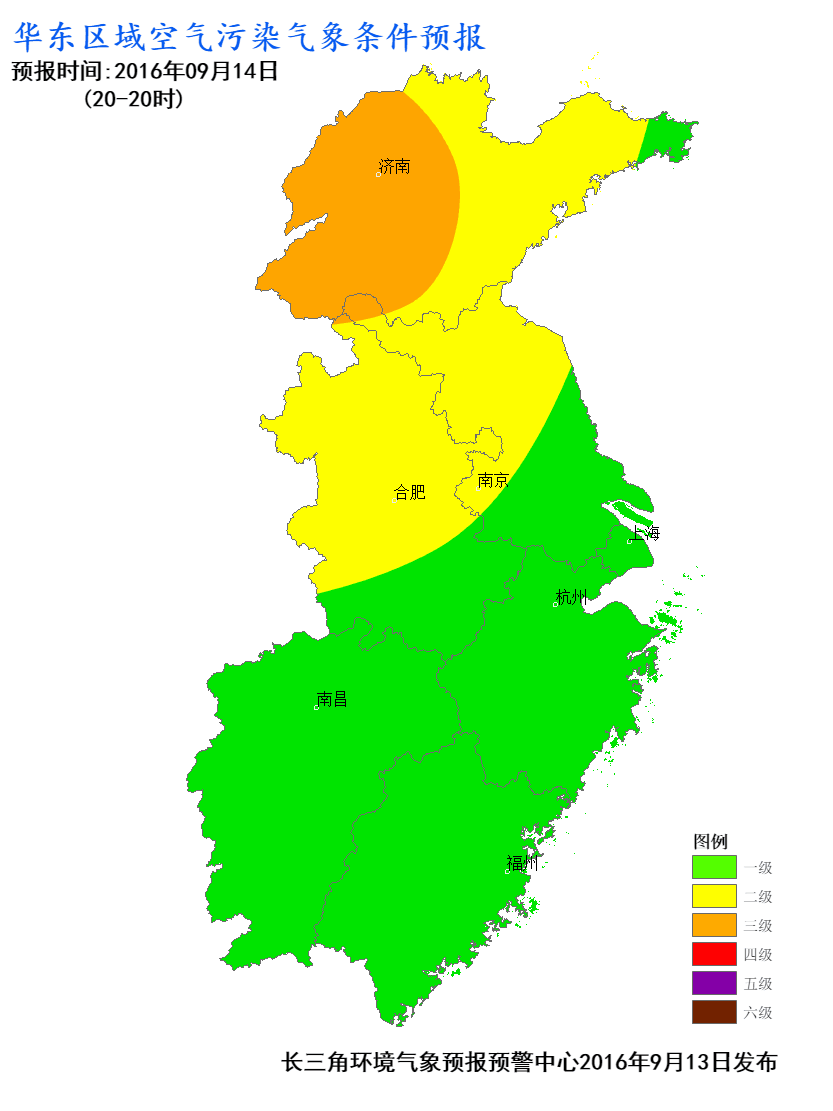 华东区域空气污染气象条件预报
预报时间:2016年09月14日
(20-20时)
济南
南京
合肥
上海
杭州
南昌
福州
图例
一级
二级
三级
四级
五级
六级
长三角环境气象预报预警中心2016年9月13日发布